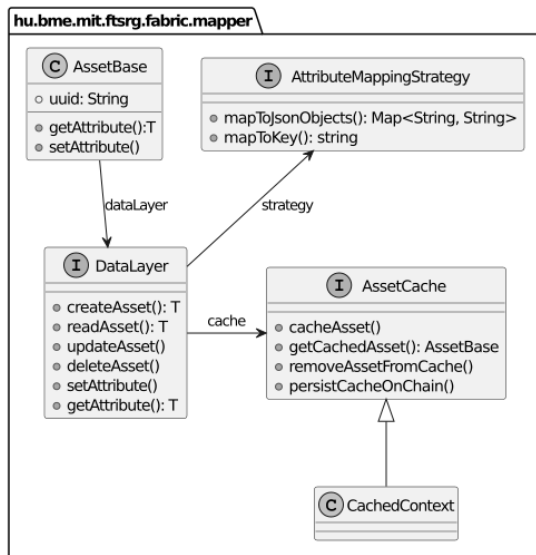 hu.bme.mit.ftsrg.fabric.mapper
C AssetBase
uuid: String
getAttribute():T
setAttribute()
I AttributeMappingStrategy
mapToJsonObjects(): Map<String, String>
mapToKey(): string
dataLayer
strategy
I DataLayer
createAsset(): T
readAsset(): T
updateAsset()
deleteAsset()
setAttribute()
getAttribute(): T
cache
I AssetCache
cacheAsset()
getCachedAsset(): AssetBase
removeAssetFromCache()
persistCacheOnChain()
C CachedContext